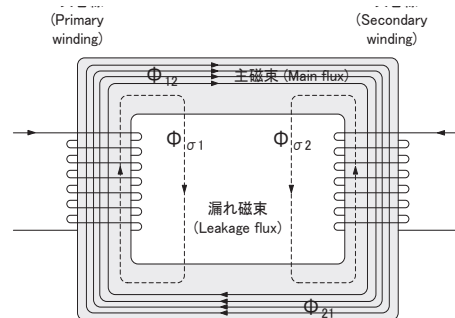 (Primary
winding)
(Secondary
winding)
Φ12
主磁束 (Main flux)
Φσ1
Φσ2
漏れ磁束
(Leakage flux)
Φ21